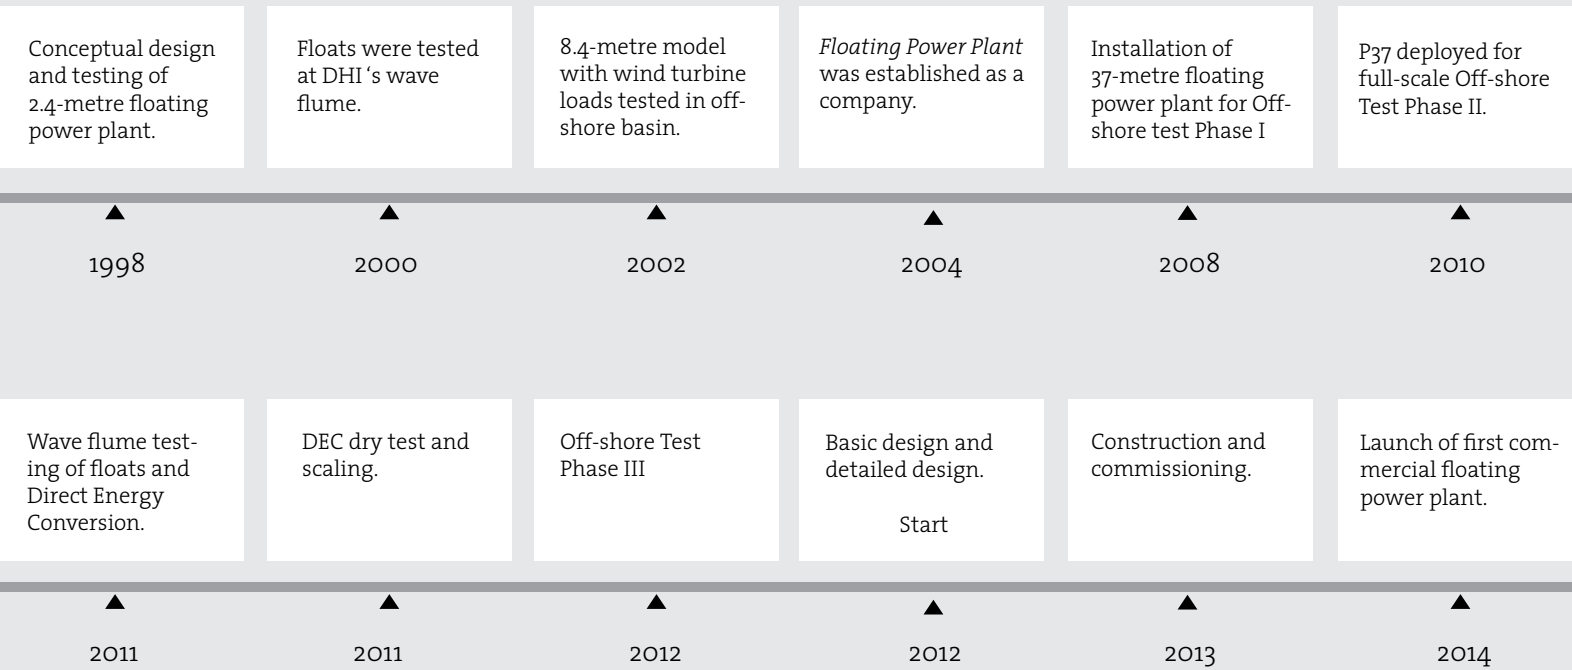 Conceptual design
and testing of
2.4-metre floating
power plant.
Floats were tested
at DHI ‘s wave
flume.
8.4-metre model
with wind turbine
loads tested in off-
shore basin.
Floating Power Plant
was established as a
company.
Installation of
37-metre floating
power plant for Off-
shore test Phase I
P37 deployed for
full-scale Off-shore
Test Phase II.
1998
2000
2002
2004
2008
2010
Wave flume test-
ing of floats and
Direct Energy
Conversion.
DEC dry test and
scaling.
Off-shore Test
Phase III
Basic design and
detailed design.
Start
Construction and
commissioning.
Launch of first com-
mercial floating
power plant.
2011
2011
2012
2012
2013
2014